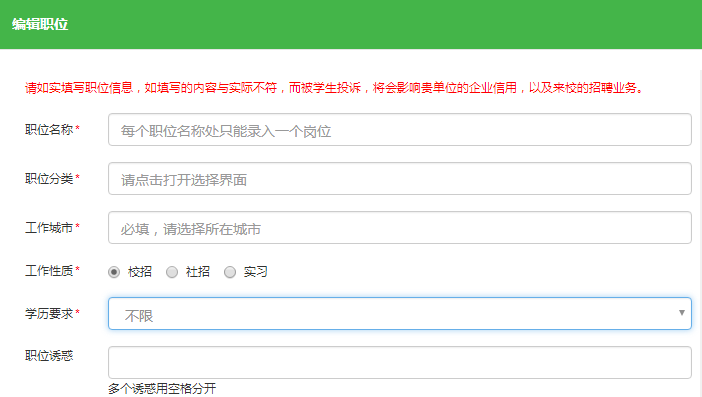 编辑职位
请如实填写职位信息，如填写的内容与实际不符，而被学生投诉，将会影响贵单位的企业信用，以及来校的招聘业务。
职位名称* 每个职位名称处只能录入一个岗位
职位分类* 请点击打开选择界面
工作城市* 必填，请选择所在城市
工作性质* 校招 社招 实习
学历要求* 不限
职位诱惑
多个诱惑用空格分开